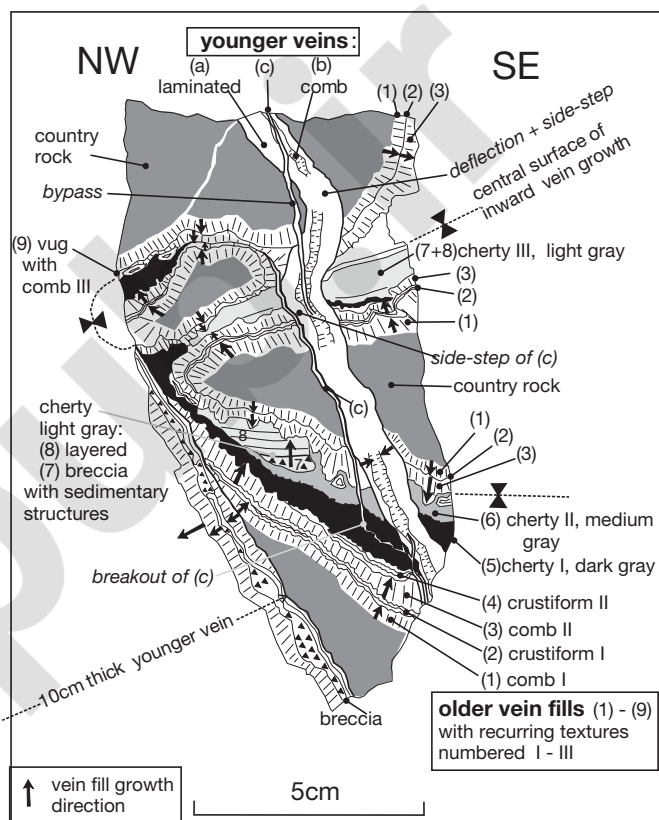 younger veins:
NW
SE
(a)
laminated
(c)
(b)
comb
(1) (2) (3)
country
rock
deflection + side-step
central surface of
inward vein growth
bypass
(9) vug
with
comb III
(7+8) cherty III, light gray
(3)
(2)
(1)
side-step of (c)
country rock
(c)
cherty
light gray:
(8) layered
(7) breccia
with sedimentary
structures
8
7
(1)
(2)
(3)
(6) cherty II, medium
gray
(5) cherty I, dark gray
breakout of (c)
(4) crustiform II
(3) comb II
(2) crustiform I
(1) comb I
10cm thick younger vein
breccia
older vein fills (1) - (9)
with recurring textures
numbered I - III
vein fill growth
direction
5cm